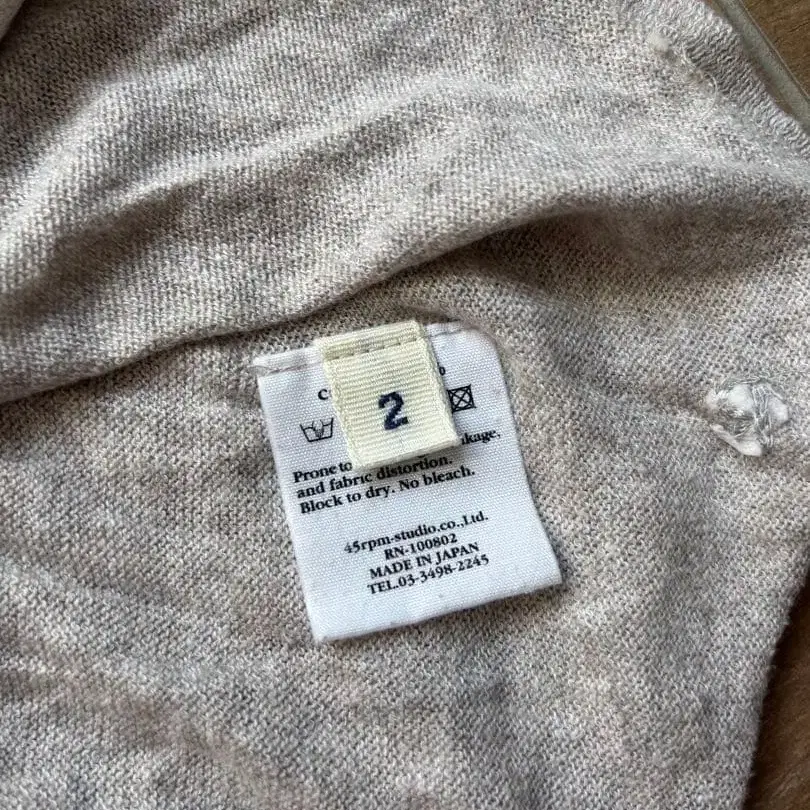 2
Prone to kage,
and fabric distortion.
Block to dry. No bleach.
45rpm-studio.co.,Ltd.
RN-100802
MADE IN JAPAN
TEL.03-3498-2245